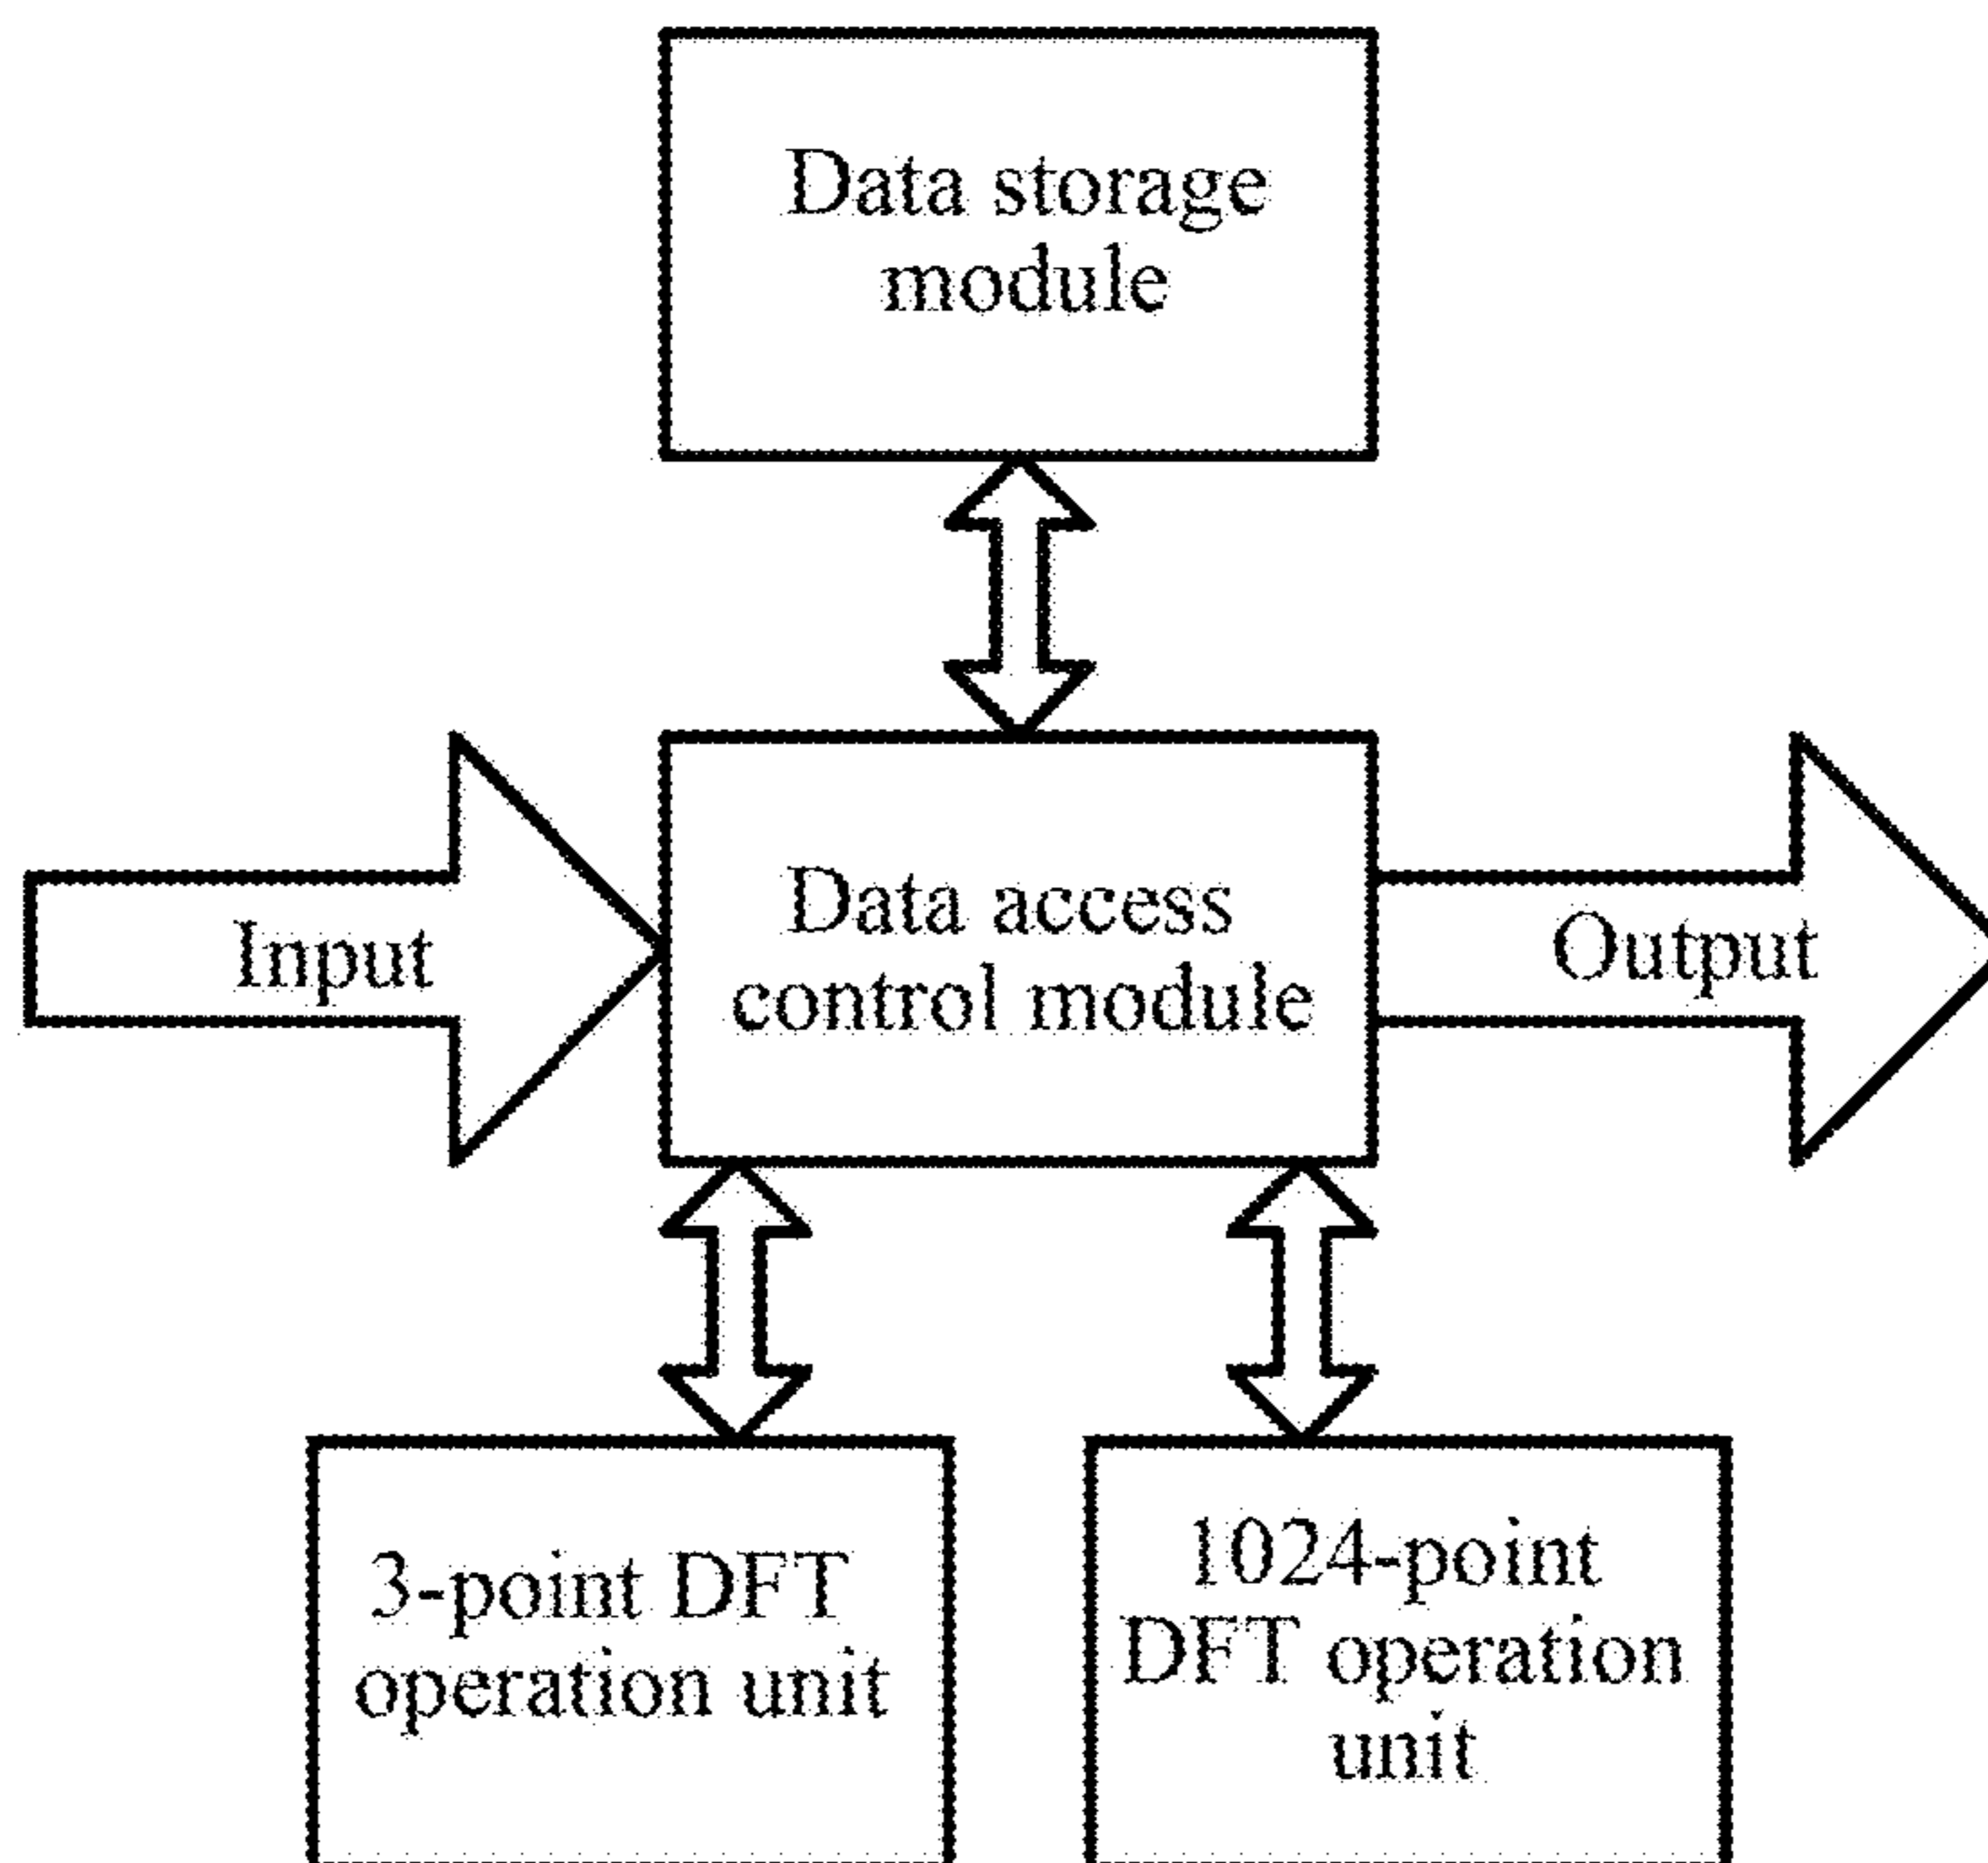 Data storage
module
Input
Data access
control module
Output
3-point DFT
operation unit
1024-point
DFT operation
unit